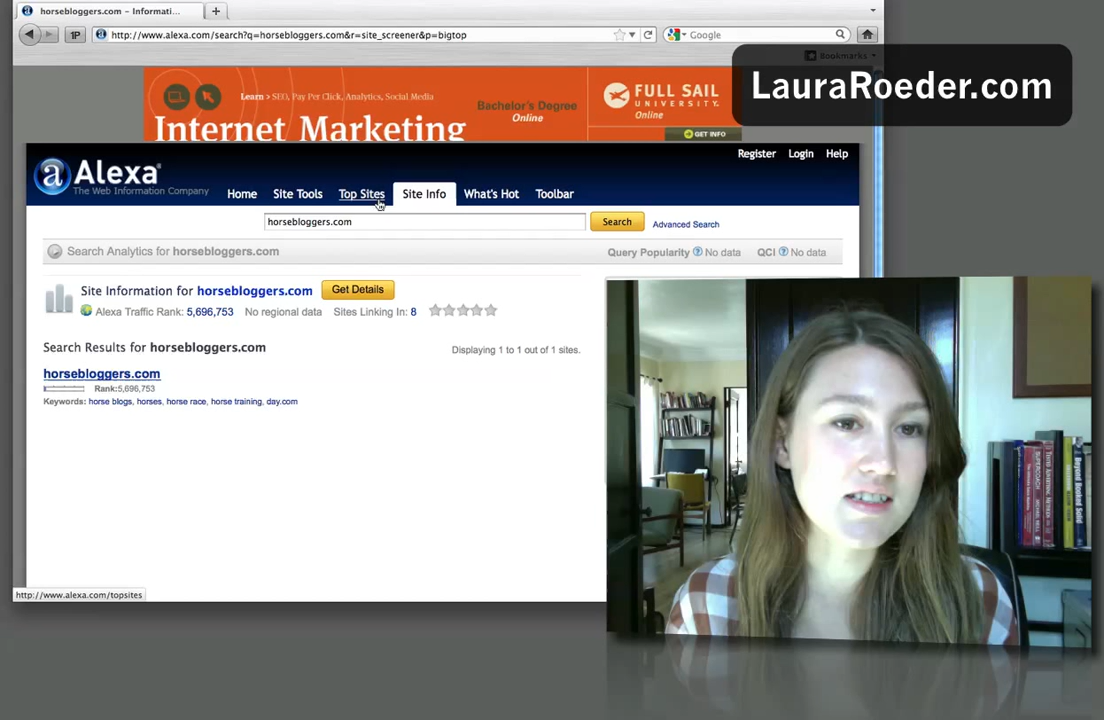 horsebloggers.com – Informati...
http://www.alexa.com/search?q=horsebloggers.com&r=site_screener&p=bigtop
Google
Bookmarks
LauraRoeder.com
Learn > SEO, Pay Per Click, Analytics, Social Media
Internet Marketing
Bachelor's Degree
Online
FULL SAIL
UNIVERSITY.
Online
GET INFO
Register Login Help
Alexa
The Web Information Company
Home Site Tools Top Sites Site Info What's Hot Toolbar
horsebloggers.com Search Advanced Search
Search Analytics for horsebloggers.com Query Popularity ? No data QCI ? No data
Site Information for horsebloggers.com Get Details
Alexa Traffic Rank: 5,696,753 No regional data Sites Linking In: 8
Search Results for horsebloggers.com Displaying 1 to 1 out of 1 sites.
horsebloggers.com
Rank:5,696,753
Keywords: horse blogs, horses, horse race, horse training, day.com
http://www.alexa.com/topsites
SUPERCOACH
Beyond Booked Solid